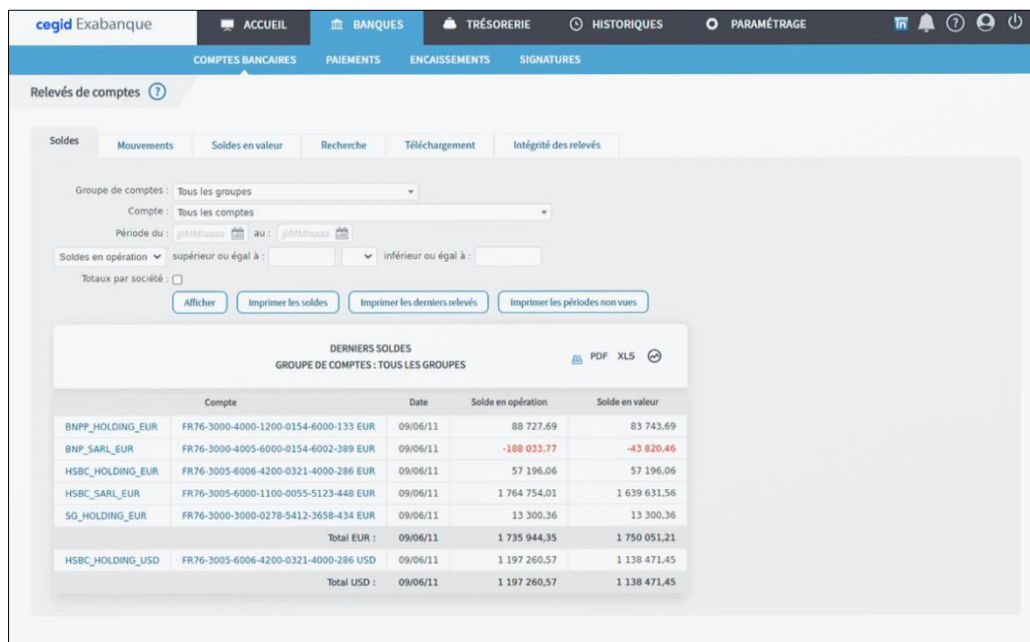 cegid Exabanque ACCUEIL BANQUES TRÉSORERIE HISTORIQUES PARAMÉTRAGE
COMPTES BANCAIRES PAIEMENTS ENCAISSEMENTS SIGNATURES
Relevés de comptes ?
Soldes Mouvements Soldes en valeur Recherche Téléchargement Intégrité des relevés
Groupe de comptes : Tous les groupes
Compte : Tous les comptes
Période du : jj/MM/aaaa au : jj/MM/aaaa
Soldes en opération supérieur ou égal à : inférieur ou égal à :
Totaux par société :
Afficher Imprimer les soldes Imprimer les derniers relevés Imprimer les périodes non vues
DERNIERS SOLDES
GROUPE DE COMPTES : TOUS LES GROUPES PDF XLS
Compte Date Solde en opération Solde en valeur
BNPP_HOLDING_EUR FR76-3000-4000-1200-0154-6000-133 EUR 09/06/11 88 727,69 83 743,69
BNP_SARL_EUR FR76-3000-4005-6000-0154-6002-389 EUR 09/06/11 -188 033,77 -43 820,46
HSBC_HOLDING_EUR FR76-3005-6006-4200-0321-4000-286 EUR 09/06/11 57 196,06 57 196,06
HSBC_SARL_EUR FR76-3005-6000-1100-0055-5123-448 EUR 09/06/11 1 764 754,01 1 639 631,56
SG_HOLDING_EUR FR76-3000-3000-0278-5412-3658-434 EUR 09/06/11 13 300,36 13 300,36
Total EUR : 09/06/11 1 735 944,35 1 750 051,21
HSBC_HOLDING_USD FR76-3005-6006-4200-0321-4000-286 USD 09/06/11 1 197 260,57 1 138 471,45
Total USD : 09/06/11 1 197 260,57 1 138 471,45